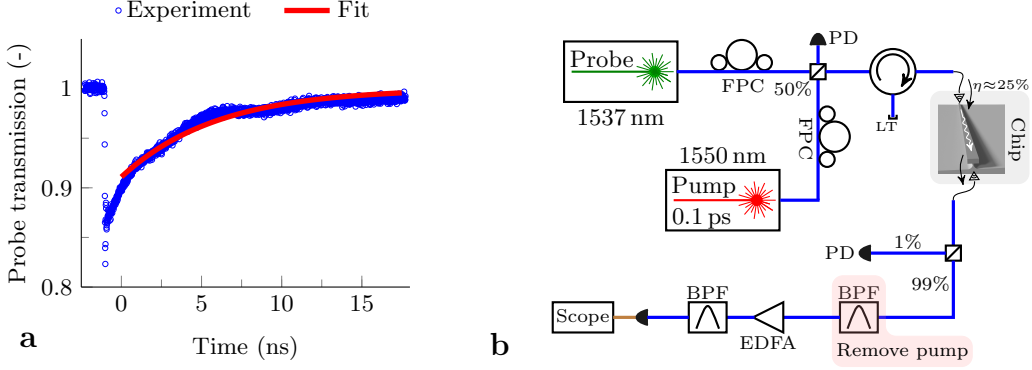 Experiment Fit
Probe transmission (-)
1
0.9
0.8
0 5 10 15
Time (ns)
a
Probe
1537 nm
FPC
PD
50%
FPC
1550 nm
Pump
0.1 ps
LT
η≈25%
Chip
PD
1%
99%
Scope
BPF
EDFA
BPF
Remove pump
b